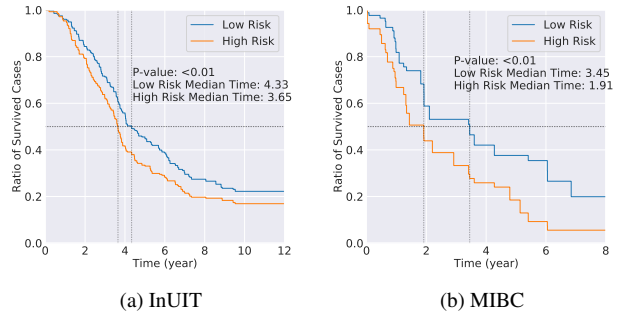 1.0
0.8
0.6
0.4
0.2
0.0
Ratio of Survived Cases
Low Risk
High Risk
P-value: <0.01
Low Risk Median Time: 4.33
High Risk Median Time: 3.65
0 2 4 6 8 10 12
Time (year)
(a) InUIT
1.0
0.8
0.6
0.4
0.2
0.0
Ratio of Survived Cases
Low Risk
High Risk
P-value: <0.01
Low Risk Median Time: 3.45
High Risk Median Time: 1.91
0 2 4 6 8
Time (year)
(b) MIBC